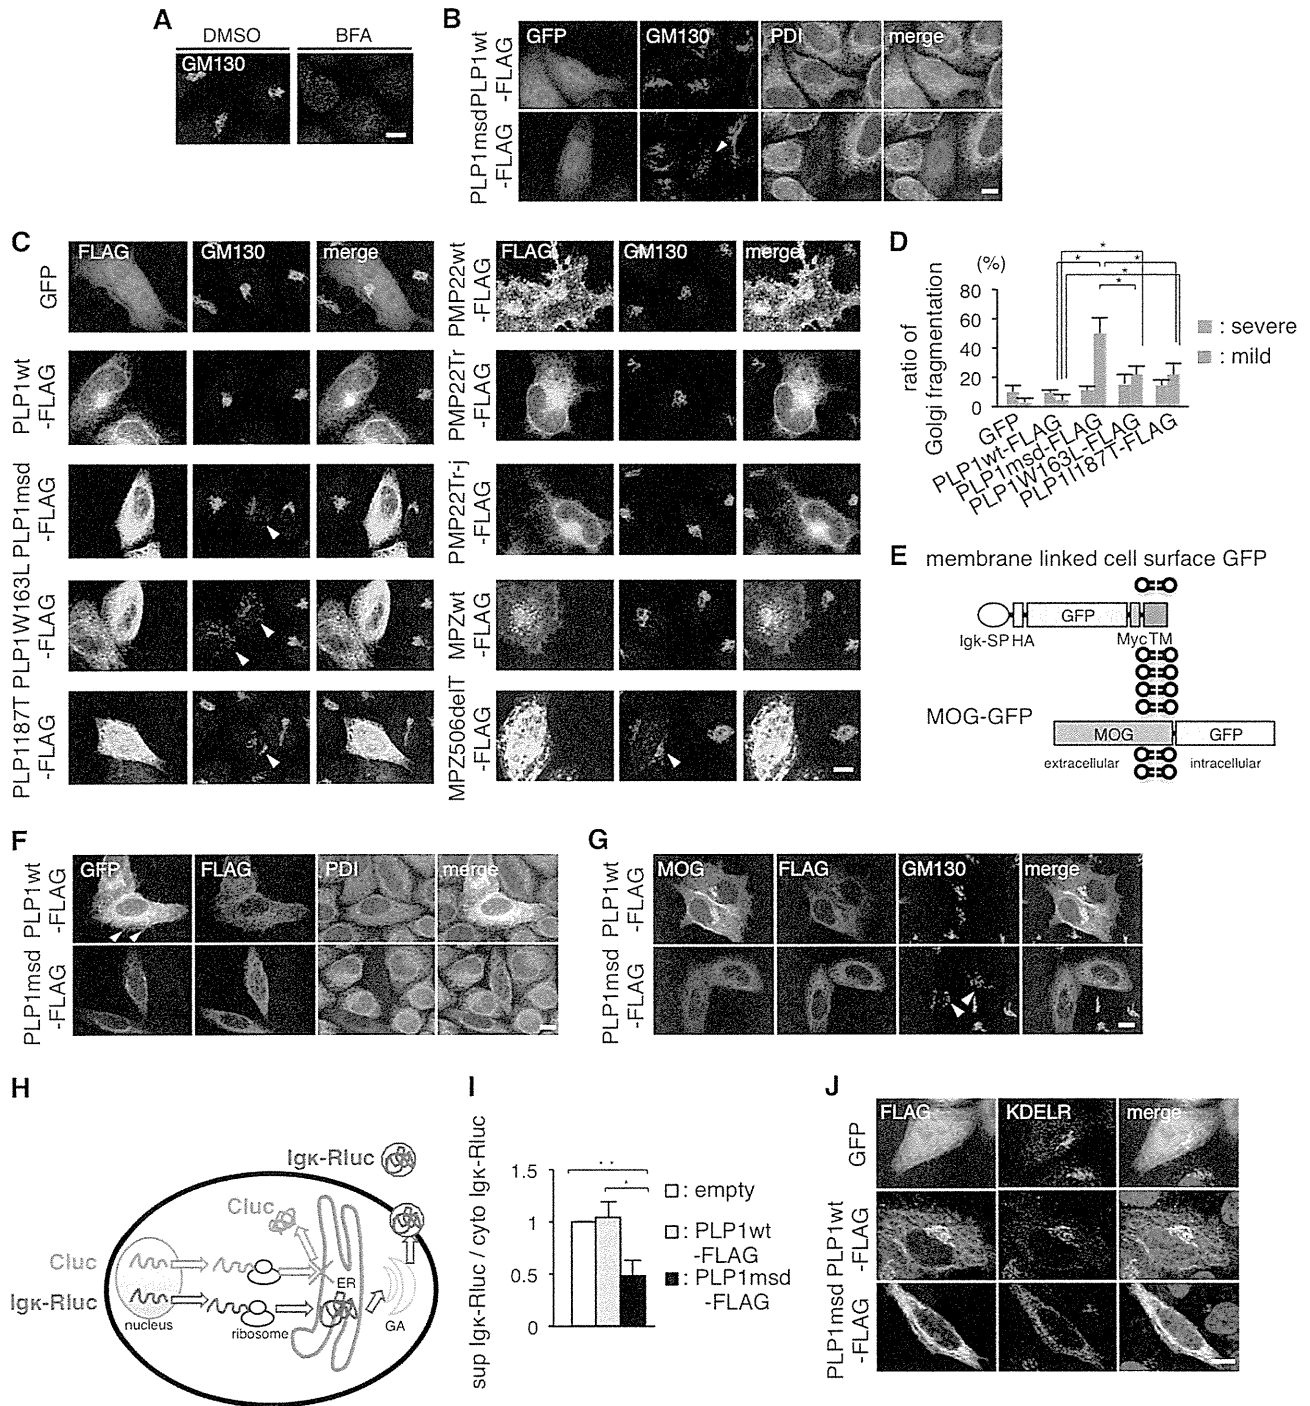 A
DMSO
BFA
GM130
B
GFP
GM130
PDI
merge
PLP1wt
-FLAG
PLP1msd
-FLAG
C
FLAG
GM130
merge
GFP
PLP1wt
-FLAG
PLP1msd
-FLAG
PLP1W163L
-FLAG
PLP1I187T
-FLAG
FLAG
GM130
merge
PMP22wt
-FLAG
PMP22Tr
-FLAG
PMP22Tr-j
-FLAG
MPZwt
-FLAG
MPZ506delT
-FLAG
D
(%)
ratio of
Golgi fragmentation
80
60
40
20
0
* * * *
: severe
: mild
GFP
PLP1wt-FLAG
PLP1msd-FLAG
PLP1W163L-FLAG
PLP1I187T-FLAG
E
membrane linked cell surface GFP
GFP
Igk-SP HA
Myc TM
MOG-GFP
MOG
GFP
extracellular
intracellular
F
GFP
FLAG
PDI
merge
PLP1wt
-FLAG
PLP1msd
-FLAG
G
MOG
FLAG
GM130
merge
PLP1wt
-FLAG
PLP1msd
-FLAG
H
Igκ-Rluc
Cluc
Cluc
Igκ-Rluc
nucleus
ribosome
ER
GA
I
sup Igκ-Rluc / cyto Igκ-Rluc
1.5
1
0.5
0
**
*
: empty
: PLP1wt
-FLAG
: PLP1msd
-FLAG
J
FLAG
KDELR
merge
GFP
PLP1wt
-FLAG
PLP1msd
-FLAG